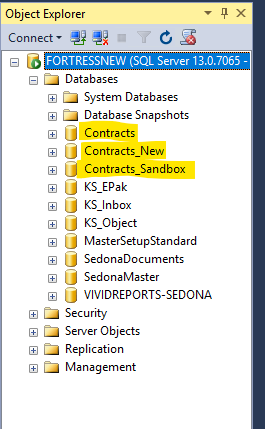 Object Explorer
Connect
FORTRESSNEW (SQL Server 13.0.7065 -
Databases
System Databases
Database Snapshots
Contracts
Contracts_New
Contracts_Sandbox
KS_EPak
KS_Inbox
KS_Object
MasterSetupStandard
SedonaDocuments
SedonaMaster
VIVIDREPORTS-SEDONA
Security
Server Objects
Replication
Management